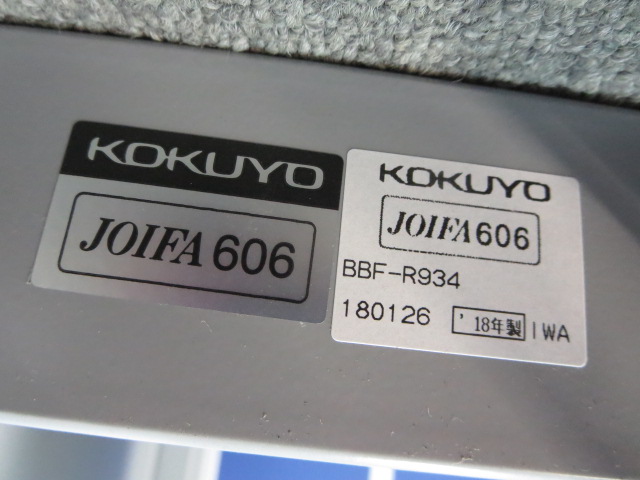 KOKUYO
JOIFA 606
KOKUYO
JOIFA 606
BBF-R934
180126 '18年製 IWA